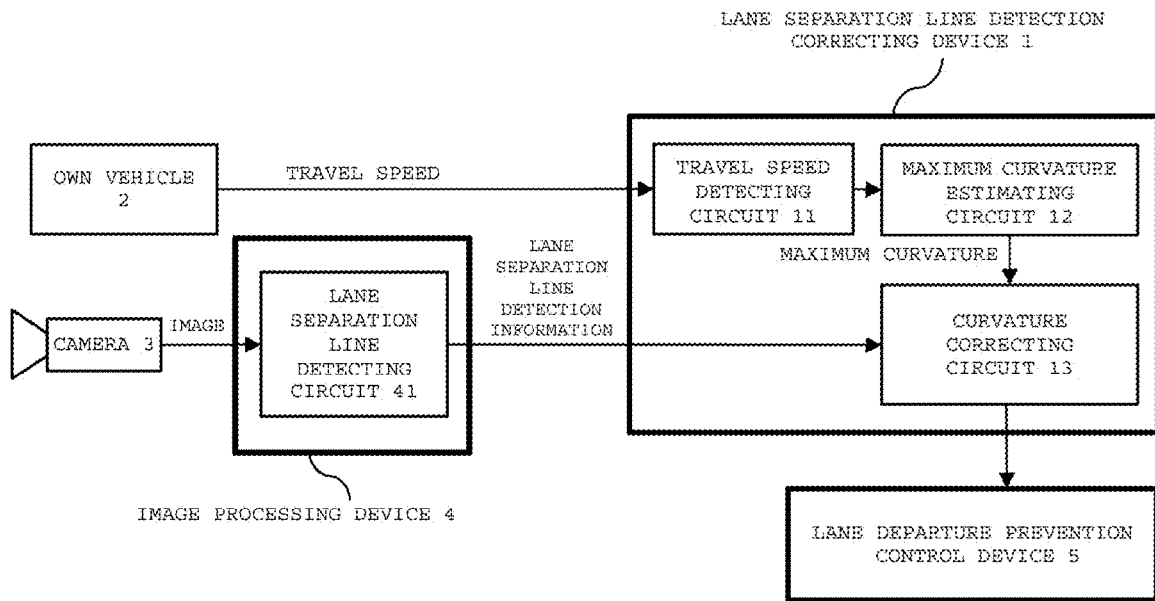 LANE SEPARATION LINE DETECTION
CORRECTING DEVICE 1
OWN VEHICLE
2
TRAVEL SPEED
TRAVEL SPEED
DETECTING
CIRCUIT 11
MAXIMUM CURVATURE
ESTIMATING
CIRCUIT 12
MAXIMUM CURVATURE
CAMERA 3
IMAGE
LANE
SEPARATION
LINE
DETECTING
CIRCUIT 41
LANE
SEPARATION
LINE
DETECTION
INFORMATION
CURVATURE
CORRECTING
CIRCUIT 13
IMAGE PROCESSING DEVICE 4
LANE DEPARTURE PREVENTION
CONTROL DEVICE 5